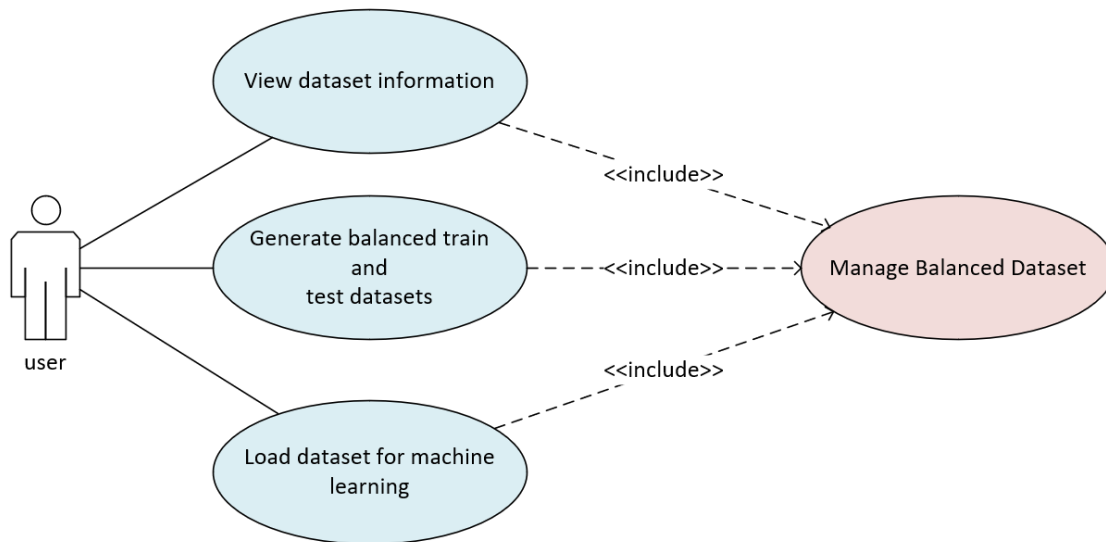 View dataset information
<<include>>
Generate balanced train
and
test datasets
<<include>>
Manage Balanced Dataset
user
<<include>>
Load dataset for machine
learning